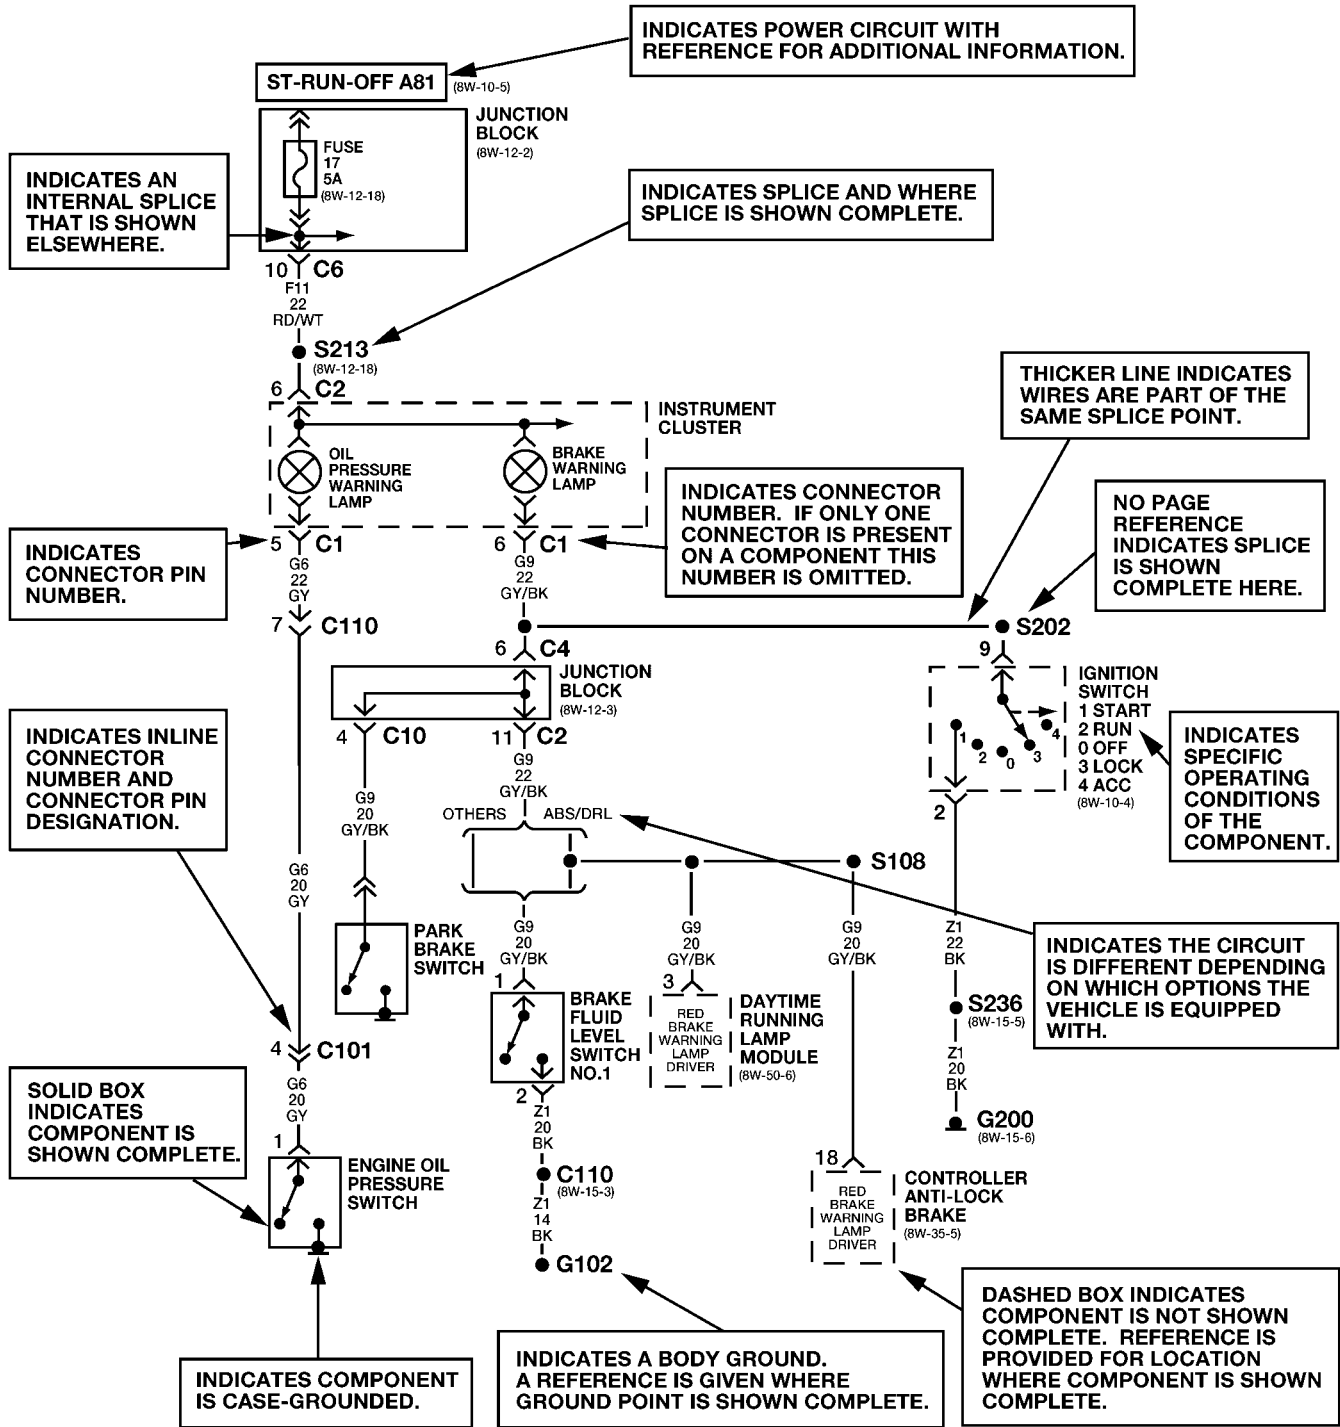 INDICATES POWER CIRCUIT WITH
REFERENCE FOR ADDITIONAL INFORMATION.
ST-RUN-OFF A81
(8W-10-5)
JUNCTION
BLOCK
(8W-12-2)
FUSE
17
5A
(8W-12-18)
INDICATES AN
INTERNAL SPLICE
THAT IS SHOWN
ELSEWHERE.
INDICATES SPLICE AND WHERE
SPLICE IS SHOWN COMPLETE.
10 C6
F11
22
RD/WT
S213
(8W-12-18)
6 C2
INSTRUMENT
CLUSTER
OIL
PRESSURE
WARNING
LAMP
BRAKE
WARNING
LAMP
THICKER LINE INDICATES
WIRES ARE PART OF THE
SAME SPLICE POINT.
INDICATES CONNECTOR
NUMBER. IF ONLY ONE
CONNECTOR IS PRESENT
ON A COMPONENT THIS
NUMBER IS OMITTED.
NO PAGE
REFERENCE
INDICATES SPLICE
IS SHOWN
COMPLETE HERE.
INDICATES
CONNECTOR PIN
NUMBER.
5 C1
G6
22
GY
7 C110
6 C1
G9
22
GY/BK
S202
6 C4
JUNCTION
BLOCK
(8W-12-3)
9
IGNITION
SWITCH
1 START
2 RUN
0 OFF
3 LOCK
4 ACC
(8W-10-4)
1
2
0
3
4
2
INDICATES
SPECIFIC
OPERATING
CONDITIONS
OF THE
COMPONENT.
INDICATES INLINE
CONNECTOR
NUMBER AND
CONNECTOR PIN
DESIGNATION.
4 C10
G9
20
GY/BK
11 C2
G9
22
GY/BK
OTHERS
ABS/DRL
S108
G6
20
GY
PARK
BRAKE
SWITCH
G9
20
GY/BK
G9
20
GY/BK
G9
20
GY/BK
Z1
22
BK
INDICATES THE CIRCUIT
IS DIFFERENT DEPENDING
ON WHICH OPTIONS THE
VEHICLE IS EQUIPPED
WITH.
1
BRAKE
FLUID
LEVEL
SWITCH
NO.1
3
RED
BRAKE
WARNING
LAMP
DRIVER
DAYTIME
RUNNING
LAMP
MODULE
(8W-50-6)
S236
(8W-15-5)
Z1
20
BK
G200
(8W-15-6)
4 C101
G6
20
GY
SOLID BOX
INDICATES
COMPONENT IS
SHOWN COMPLETE.
1
ENGINE OIL
PRESSURE
SWITCH
2
Z1
20
BK
C110
(8W-15-3)
Z1
14
BK
G102
18
RED
BRAKE
WARNING
LAMP
DRIVER
CONTROLLER
ANTI-LOCK
BRAKE
(8W-35-5)
INDICATES COMPONENT
IS CASE-GROUNDED.
INDICATES A BODY GROUND.
A REFERENCE IS GIVEN WHERE
GROUND POINT IS SHOWN COMPLETE.
DASHED BOX INDICATES
COMPONENT IS NOT SHOWN
COMPLETE. REFERENCE IS
PROVIDED FOR LOCATION
WHERE COMPONENT IS SHOWN
COMPLETE.